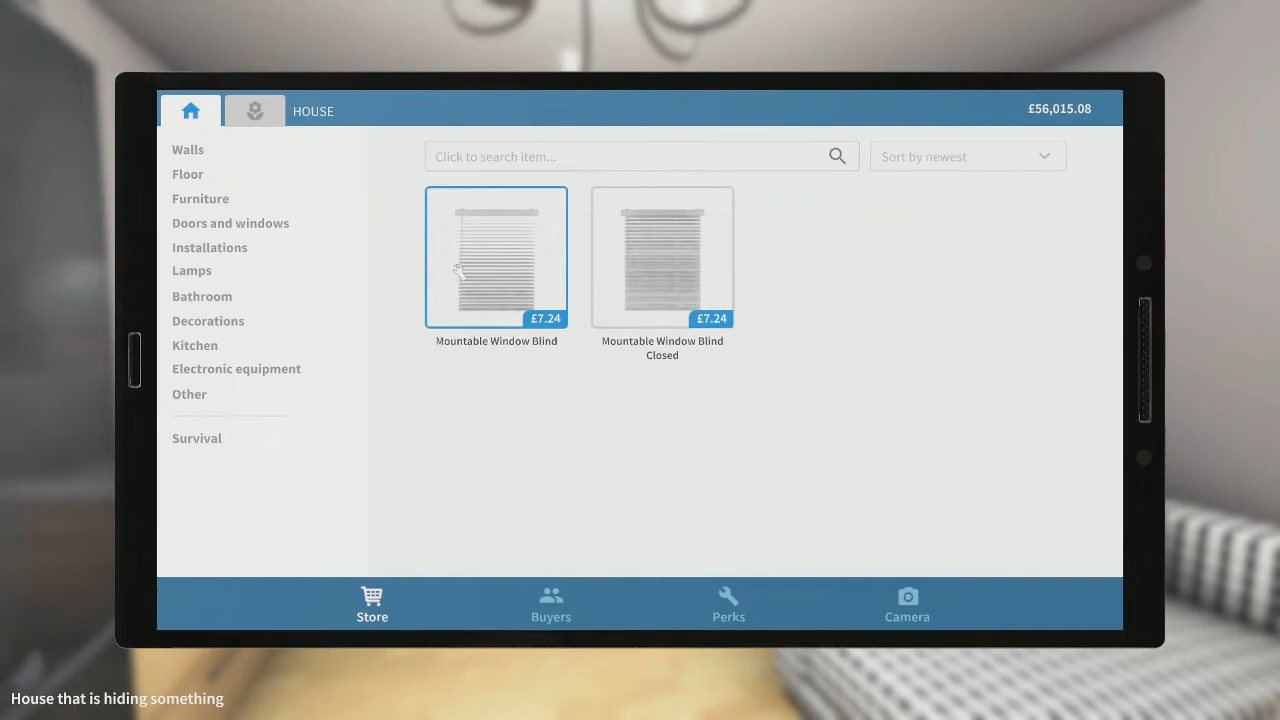 HOUSE
£56,015.08
Walls
Floor
Furniture
Doors and windows
Installations
Lamps
Bathroom
Decorations
Kitchen
Electronic equipment
Other
Survival
Click to search item...
Sort by newest
£7.24
Mountable Window Blind
£7.24
Mountable Window Blind
Closed
Store
Buyers
Perks
Camera
House that is hiding something